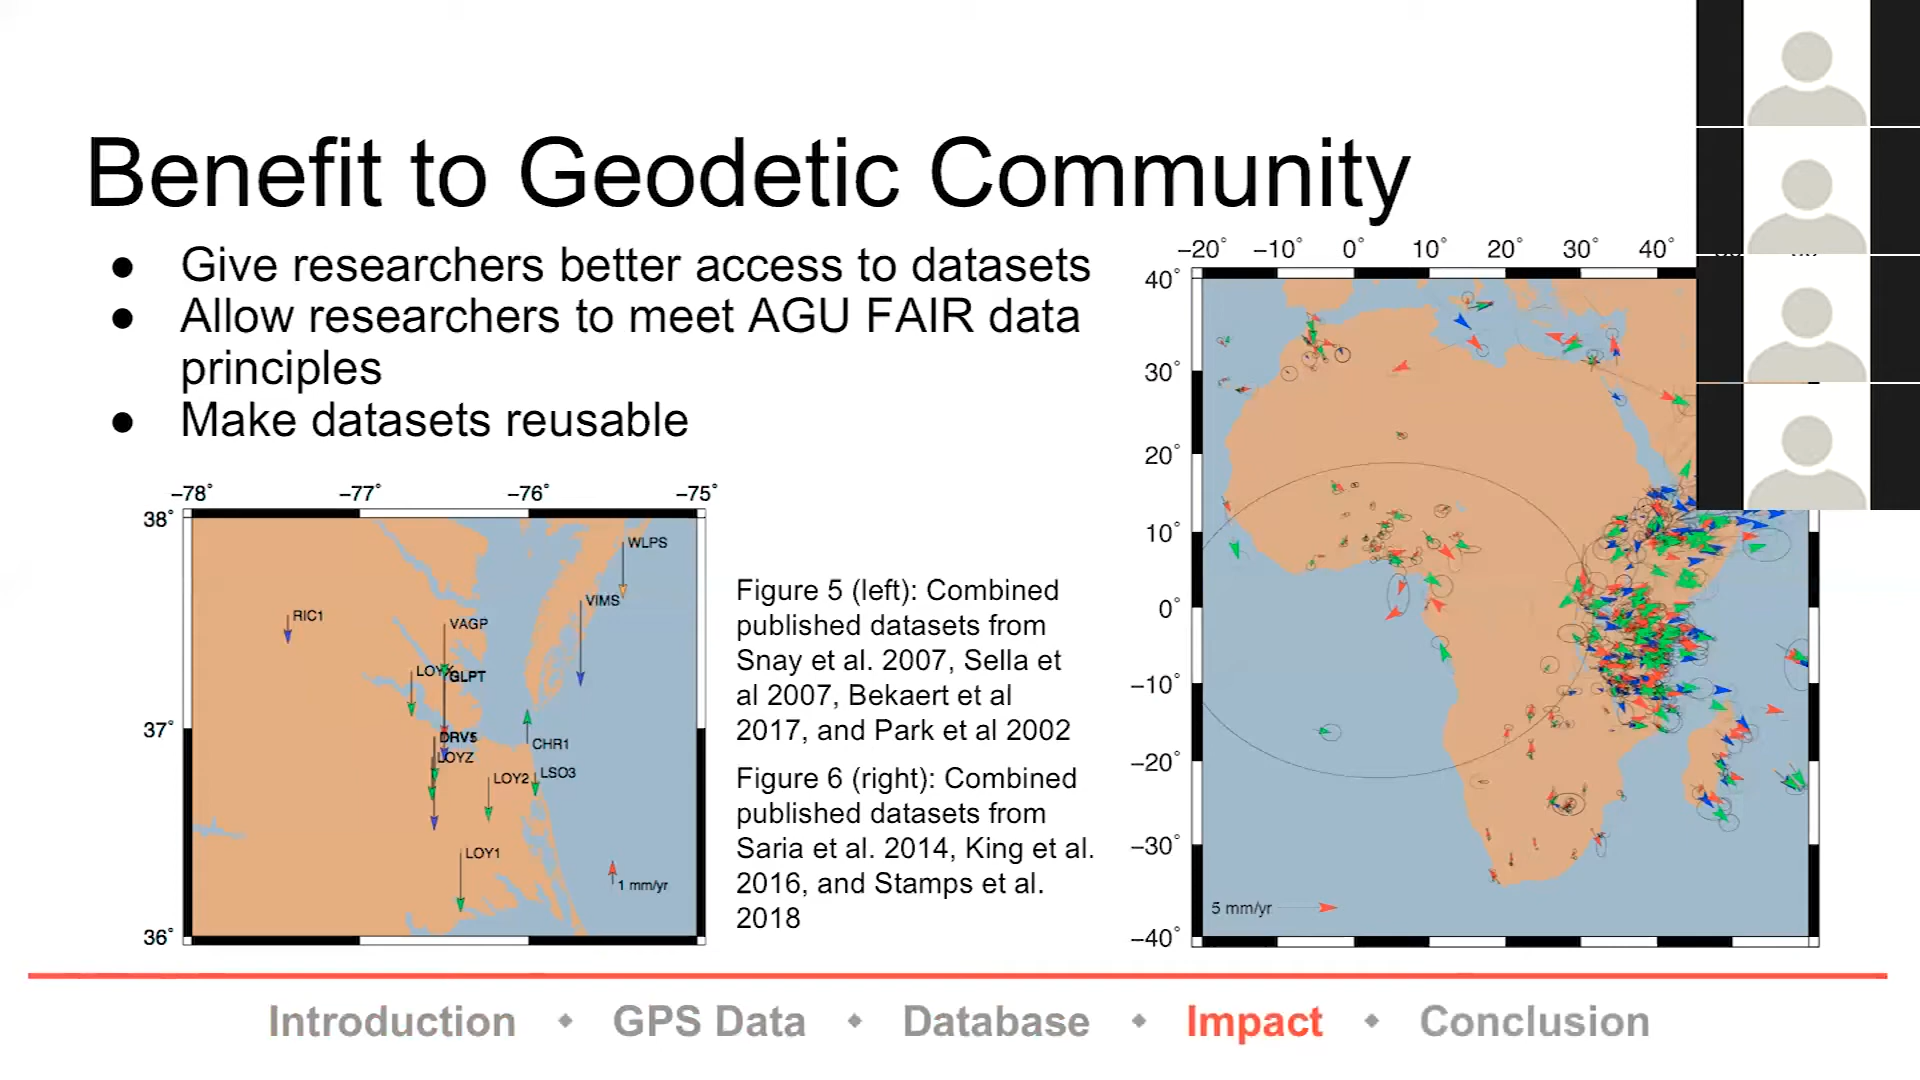 Benefit to Geodetic Community
● Give researchers better access to datasets
● Allow researchers to meet AGU FAIR data
principles
● Make datasets reusable
−78° −77° −76° −75°
38°
37°
36°
WLPS
VIMS
RIC1
VAGP
GLPT
DRV5
LOYZ
CHR1
LOY2
LSO3
LOY1
1 mm/yr
Figure 5 (left): Combined
published datasets from
Snay et al. 2007, Sella et
al 2007, Bekaert et al
2017, and Park et al 2002
Figure 6 (right): Combined
published datasets from
Saria et al. 2014, King et al.
2016, and Stamps et al.
2018
−20° −10° 0° 10° 20° 30° 40°
40°
30°
20°
10°
0°
−10°
−20°
−30°
−40°
5 mm/yr
Introduction ◆ GPS Data ◆ Database ◆ Impact ◆ Conclusion